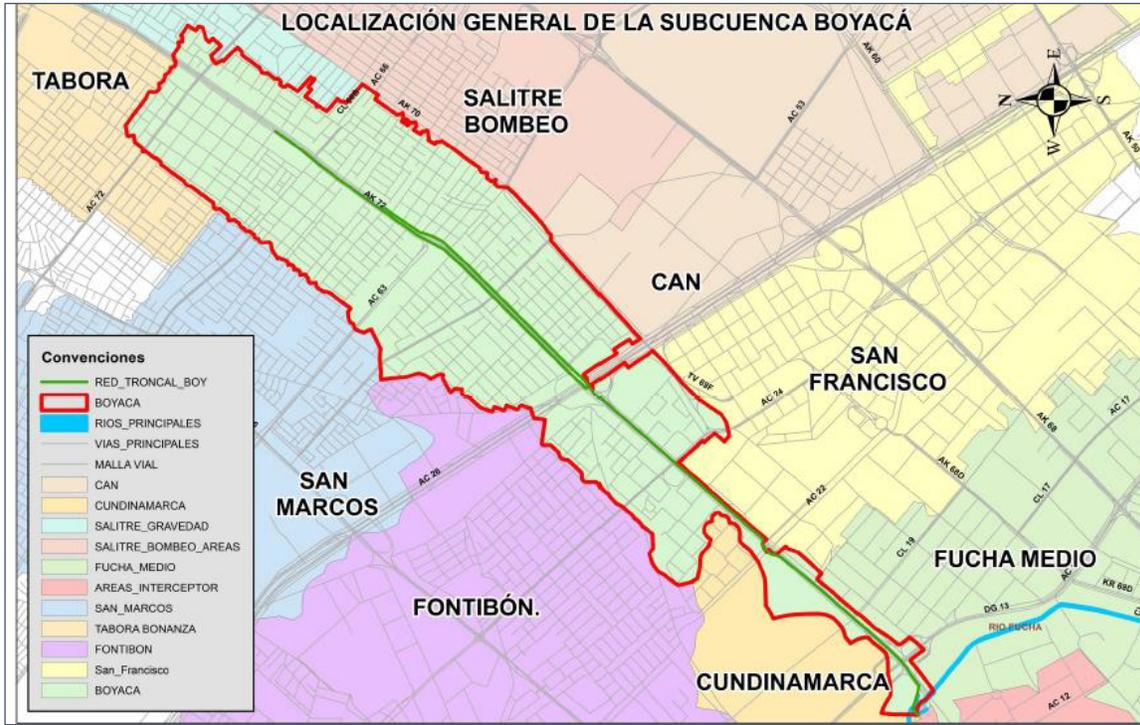 LOCALIZACIÓN GENERAL DE LA SUBCUENCA BOYACÁ
TABORA
SALITRE
BOMBEO
AC 66
AK 70
AK 60
AC 53
N
E
S
W
AK 50
AC 72
AK 72
AC 63
CAN
SAN
FRANCISCO
TV 69F
AC 24
AK 68
AC 17
AK 68D
CL 17
AC 22
CL 19
SAN
MARCOS
AC 26
FONTIBÓN.
FUCHA MEDIO
AC
KR 69D
DG 13
RIO FUCHA
CUNDINAMARCA
AC 12
Convenciones
RED_TRONCAL_BOY
BOYACA
RIOS_PRINCIPALES
VIAS_PRINCIPALES
MALLA VIAL
CAN
CUNDINAMARCA
SALITRE_GRAVEDAD
SALITRE_BOMBEO_AREAS
FUCHA_MEDIO
AREAS_INTERCEPTOR
SAN_MARCOS
TABORA BONANZA
FONTIBON
San_Francisco
BOYACA